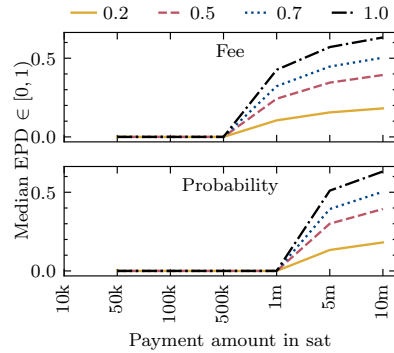 0.2 0.5 0.7 1.0
Fee
0.5
0.0
Median EPD ∈ [0, 1)
Probability
0.5
0.0
10k 50k 100k 500k 1m 5m 10m
Payment amount in sat